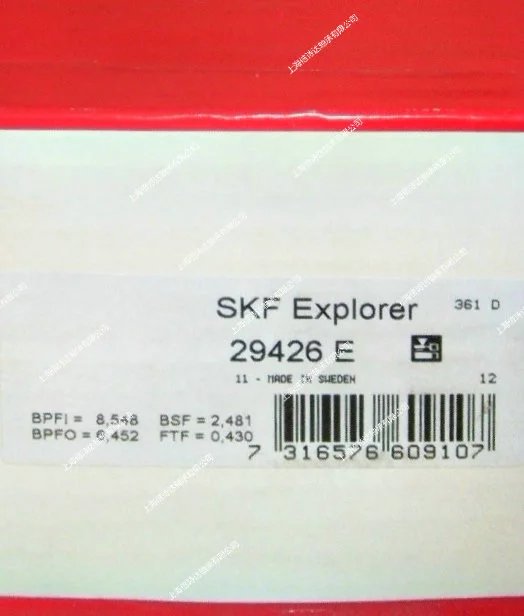 SKF Explorer
361 D
29426 E
11 - MADE IN SWEDEN
12
BPFI = 8,548 BSF = 2,481
BPFO = 6,452 FTF = 0,430
7 316576 609107